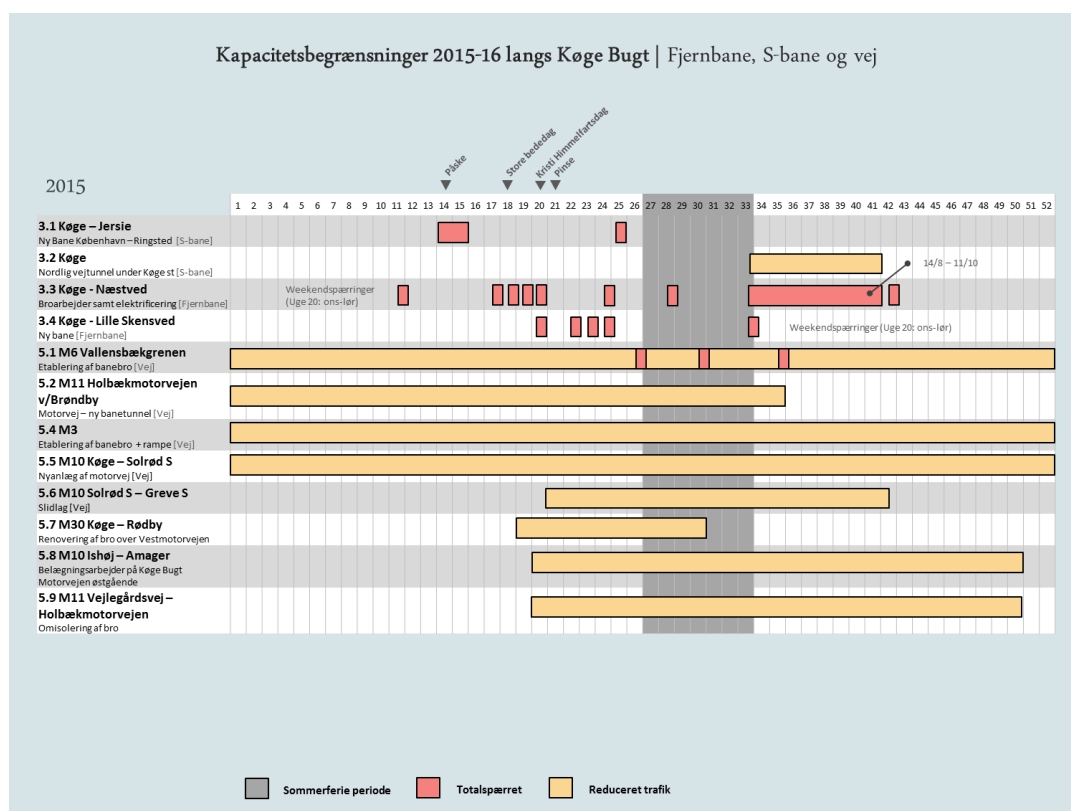 Kapacitetsbegrænsninger 2015-16 langs Køge Bugt | Fjernbane, S-bane og vej
Påske
Store bededag
Kristi Himmelfartsdag
Pinse
2015
1 2 3 4 5 6 7 8 9 10 11 12 13 14 15 16 17 18 19 20 21 22 23 24 25 26 27 28 29 30 31 32 33 34 35 36 37 38 39 40 41 42 43 44 45 46 47 48 49 50 51 52
3.1 Køge – Jersie
Ny Bane København – Ringsted [S-bane]
3.2 Køge
Nordlig vejtunnel under Køge st [S-bane]
14/8 – 11/10
3.3 Køge - Næstved
Broarbejder samt elektrificering [Fjernbane]
Weekendspærringer
(Uge 20: ons-lør)
3.4 Køge - Lille Skensved
Ny bane [Fjernbane]
Weekendspærringer (Uge 20: ons-lør)
5.1 M6 Vallensbækgrenen
Etablering af banebro [Vej]
5.2 M11 Holbækmotorvejen
v/Brøndby
Motorvej – ny banetunnel [Vej]
5.4 M3
Etablering af banebro + rampe [Vej]
5.5 M10 Køge – Solrød S
Nyanlæg af motorvej [Vej]
5.6 M10 Solrød S – Greve S
Slidlag [Vej]
5.7 M30 Køge – Rødby
Renovering af bro over Vestmotorvejen
5.8 M10 Ishøj – Amager
Belægningsarbejder på Køge Bugt
Motorvejen østgående
5.9 M11 Vejlegårdsvej –
Holbækmotorvejen
Omisolering af bro
Sommerferie periode
Totalspærret
Reduceret trafik